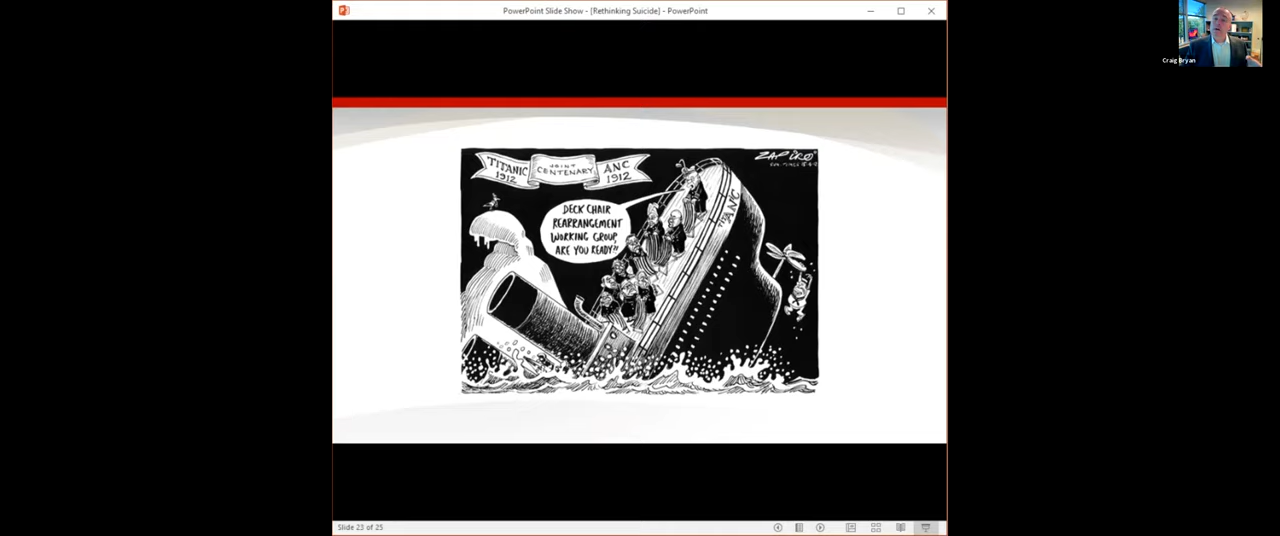 PowerPoint Slide Show - [Rethinking Suicide] - PowerPoint
Craig Bryan
TITANIC
1912
JOINT
CENTENARY
ANC
1912
ZAPIRO
DECK CHAIR
REARRANGEMENT
WORKING GROUP,
ARE YOU READY?!
TITANIC
Slide 23 of 25